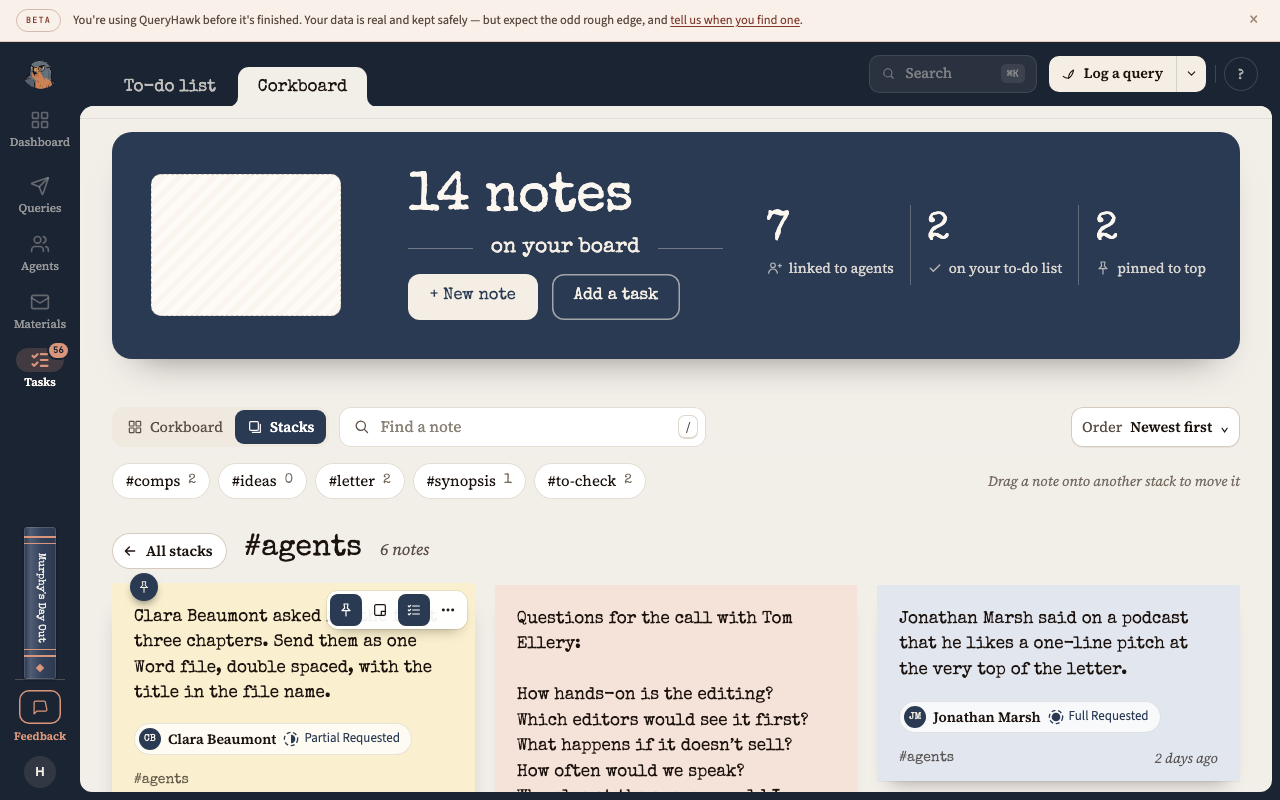 BETA
You're using QueryHawk before it's finished. Your data is real and kept safely — but expect the odd rough edge, and tell us when you find one.
×
To-do list
Corkboard
Search
⌘K
Log a query
?
Dashboard
Queries
Agents
Materials
56
Tasks
Murphy's Day Out
Feedback
H
14 notes
on your board
+ New note
Add a task
7
linked to agents
2
on your to-do list
2
pinned to top
Corkboard
Stacks
Find a note
/
Order Newest first
#comps 2
#ideas 0
#letter 2
#synopsis 1
#to-check 2
Drag a note onto another stack to move it
← All stacks
#agents
6 notes
Clara Beaumont asked
three chapters. Send them as one
Word file, double spaced, with the
title in the file name.
CB Clara Beaumont Partial Requested
#agents
Questions for the call with Tom
Ellery:
How hands-on is the editing?
Which editors would see it first?
What happens if it doesn't sell?
How often would we speak?
Jonathan Marsh said on a podcast
that he likes a one-line pitch at
the very top of the letter.
JM Jonathan Marsh Full Requested
#agents
2 days ago